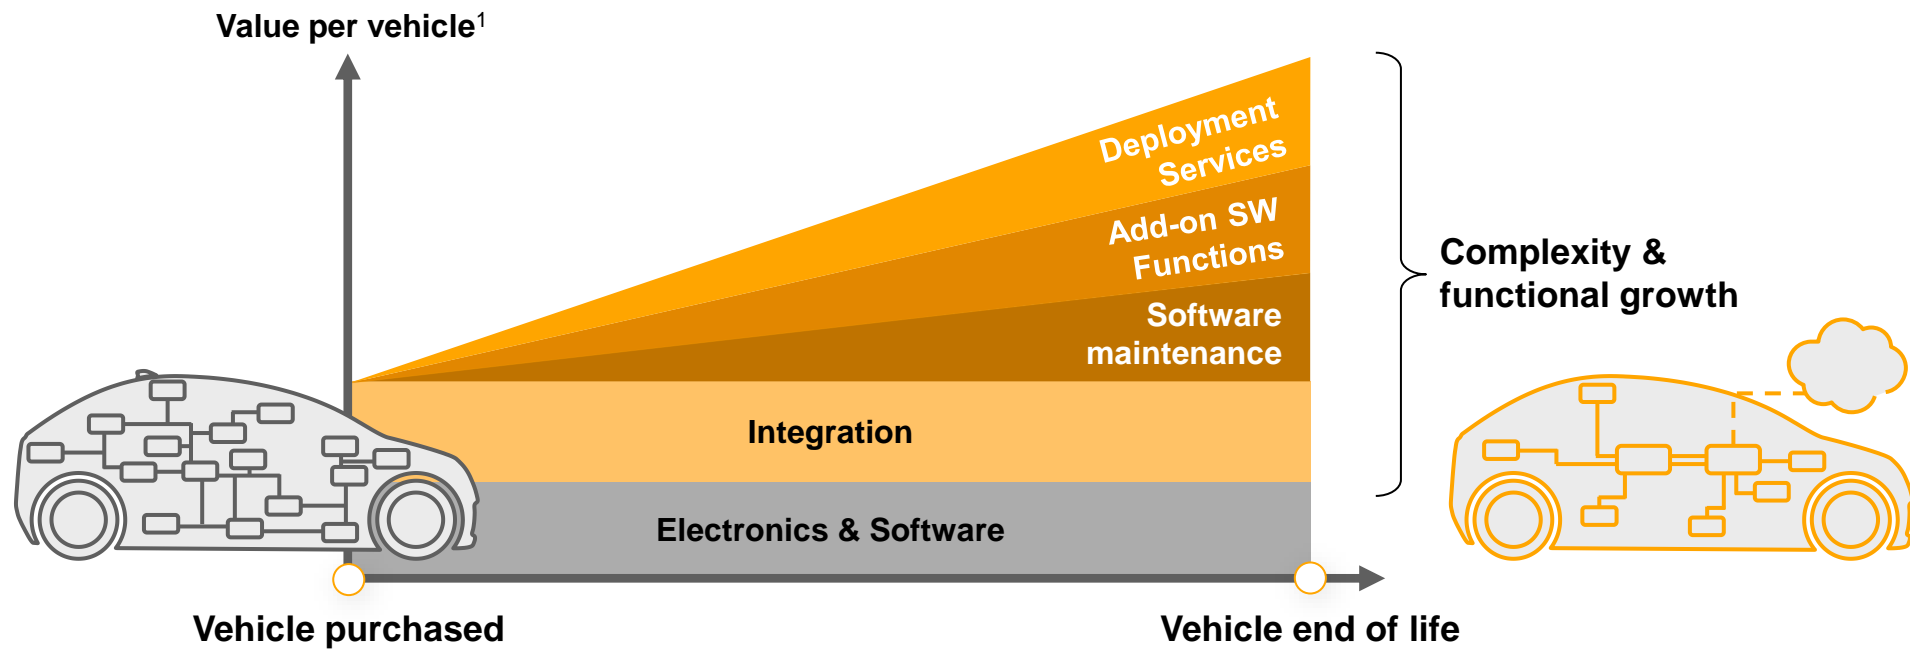 Value per vehicle¹
Deployment
Services
Add-on SW
Functions
Software
maintenance
Integration
Electronics & Software
Complexity &
functional growth
Vehicle purchased
Vehicle end of life